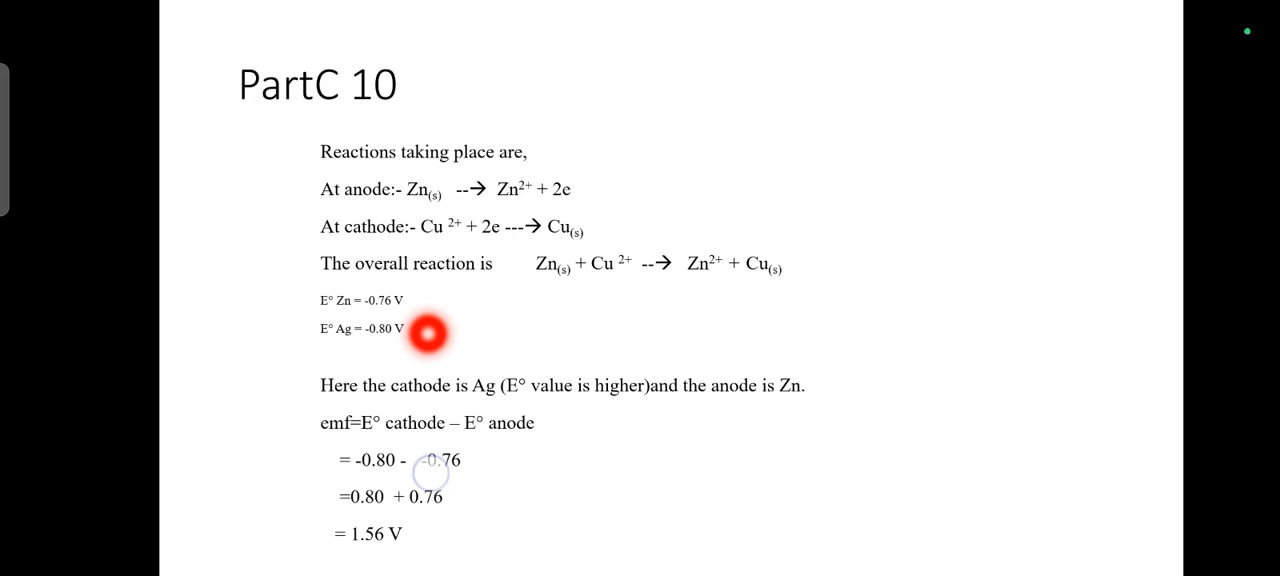 PartC 10
Reactions taking place are,
At anode:- Zn(s) --→ Zn²⁺ + 2e
At cathode:- Cu ²⁺ + 2e ---→ Cu(s)
The overall reaction is Zn(s) + Cu ²⁺ --→ Zn²⁺ + Cu(s)
E° Zn = -0.76 V
E° Ag = -0.80 V
Here the cathode is Ag (E° value is higher)and the anode is Zn.
emf=E° cathode – E° anode
= -0.80 - -0.76
=0.80 + 0.76
= 1.56 V